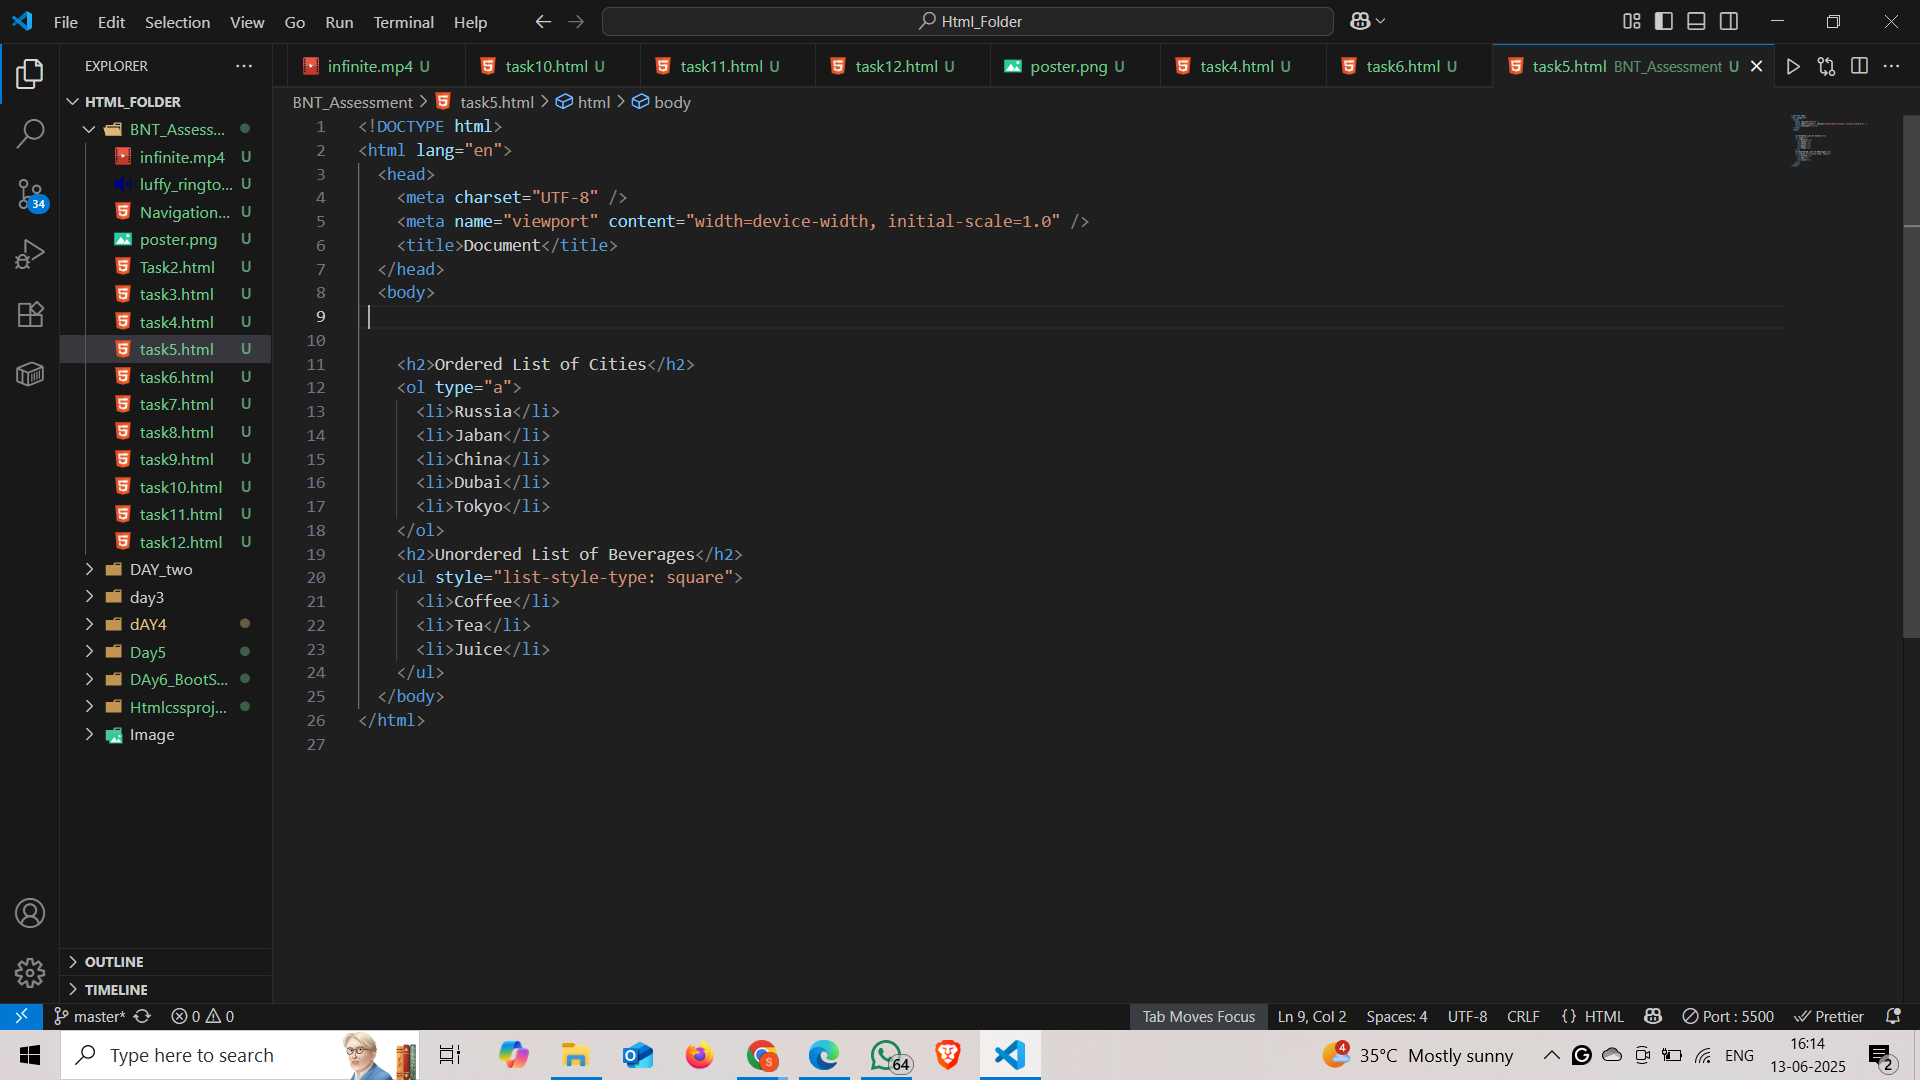 File Edit Selection View Go Run Terminal Help
Html_Folder
EXPLORER
infinite.mp4 U
task10.html U
task11.html U
task12.html U
poster.png U
task4.html U
task6.html U
task5.html BNT_Assessment U
HTML_FOLDER
BNT_Assess...
infinite.mp4 U
luffy_ringto... U
Navigation... U
poster.png U
Task2.html U
task3.html U
task4.html U
task5.html U
task6.html U
task7.html U
task8.html U
task9.html U
task10.html U
task11.html U
task12.html U
DAY_two
day3
dAY4
Day5
DAy6_BootS...
Htmlcssproj...
Image
OUTLINE
TIMELINE
34
BNT_Assessment > task5.html > html > body
1 <!DOCTYPE html>
2 <html lang="en">
3 <head>
4 <meta charset="UTF-8" />
5 <meta name="viewport" content="width=device-width, initial-scale=1.0" />
6 <title>Document</title>
7 </head>
8 <body>
9
10
11 <h2>Ordered List of Cities</h2>
12 <ol type="a">
13 <li>Russia</li>
14 <li>Jaban</li>
15 <li>China</li>
16 <li>Dubai</li>
17 <li>Tokyo</li>
18 </ol>
19 <h2>Unordered List of Beverages</h2>
20 <ul style="list-style-type: square">
21 <li>Coffee</li>
22 <li>Tea</li>
23 <li>Juice</li>
24 </ul>
25 </body>
26 </html>
27
master* 0 0
Tab Moves Focus Ln 9, Col 2 Spaces: 4 UTF-8 CRLF {} HTML Port : 5500 Prettier
Type here to search
64
4
35°C Mostly sunny
ENG
16:14
13-06-2025
2